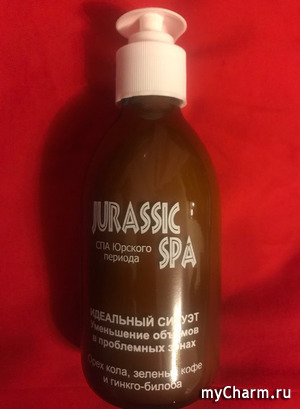 JURASSIC
СПА Юрского
периода
SPA
ИДЕАЛЬНЫЙ СИЛУЭТ
Уменьшение объемов
в проблемных зонах
Орех кола, зеленый кофе
и гинкго-билоба
myCharm.ru